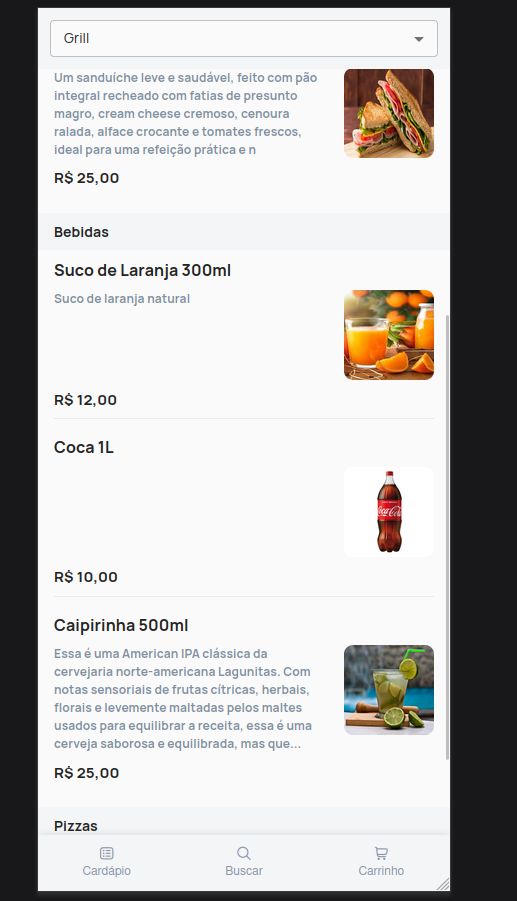 Grill
Um sanduíche leve e saudável, feito com pão
integral recheado com fatias de presunto
magro, cream cheese cremoso, cenoura
ralada, alface crocante e tomates frescos,
ideal para uma refeição prática e n
R$ 25,00
Bebidas
Suco de Laranja 300ml
Suco de laranja natural
R$ 12,00
Coca 1L
Coca-Cola
R$ 10,00
Caipirinha 500ml
Essa é uma American IPA clássica da
cervejaria norte-americana Lagunitas. Com
notas sensoriais de frutas cítricas, herbais,
florais e levemente maltadas pelos maltes
usados para equilibrar a receita, essa é uma
cerveja saborosa e equilibrada, mas que...
R$ 25,00
Pizzas
Cardápio
Buscar
Carrinho